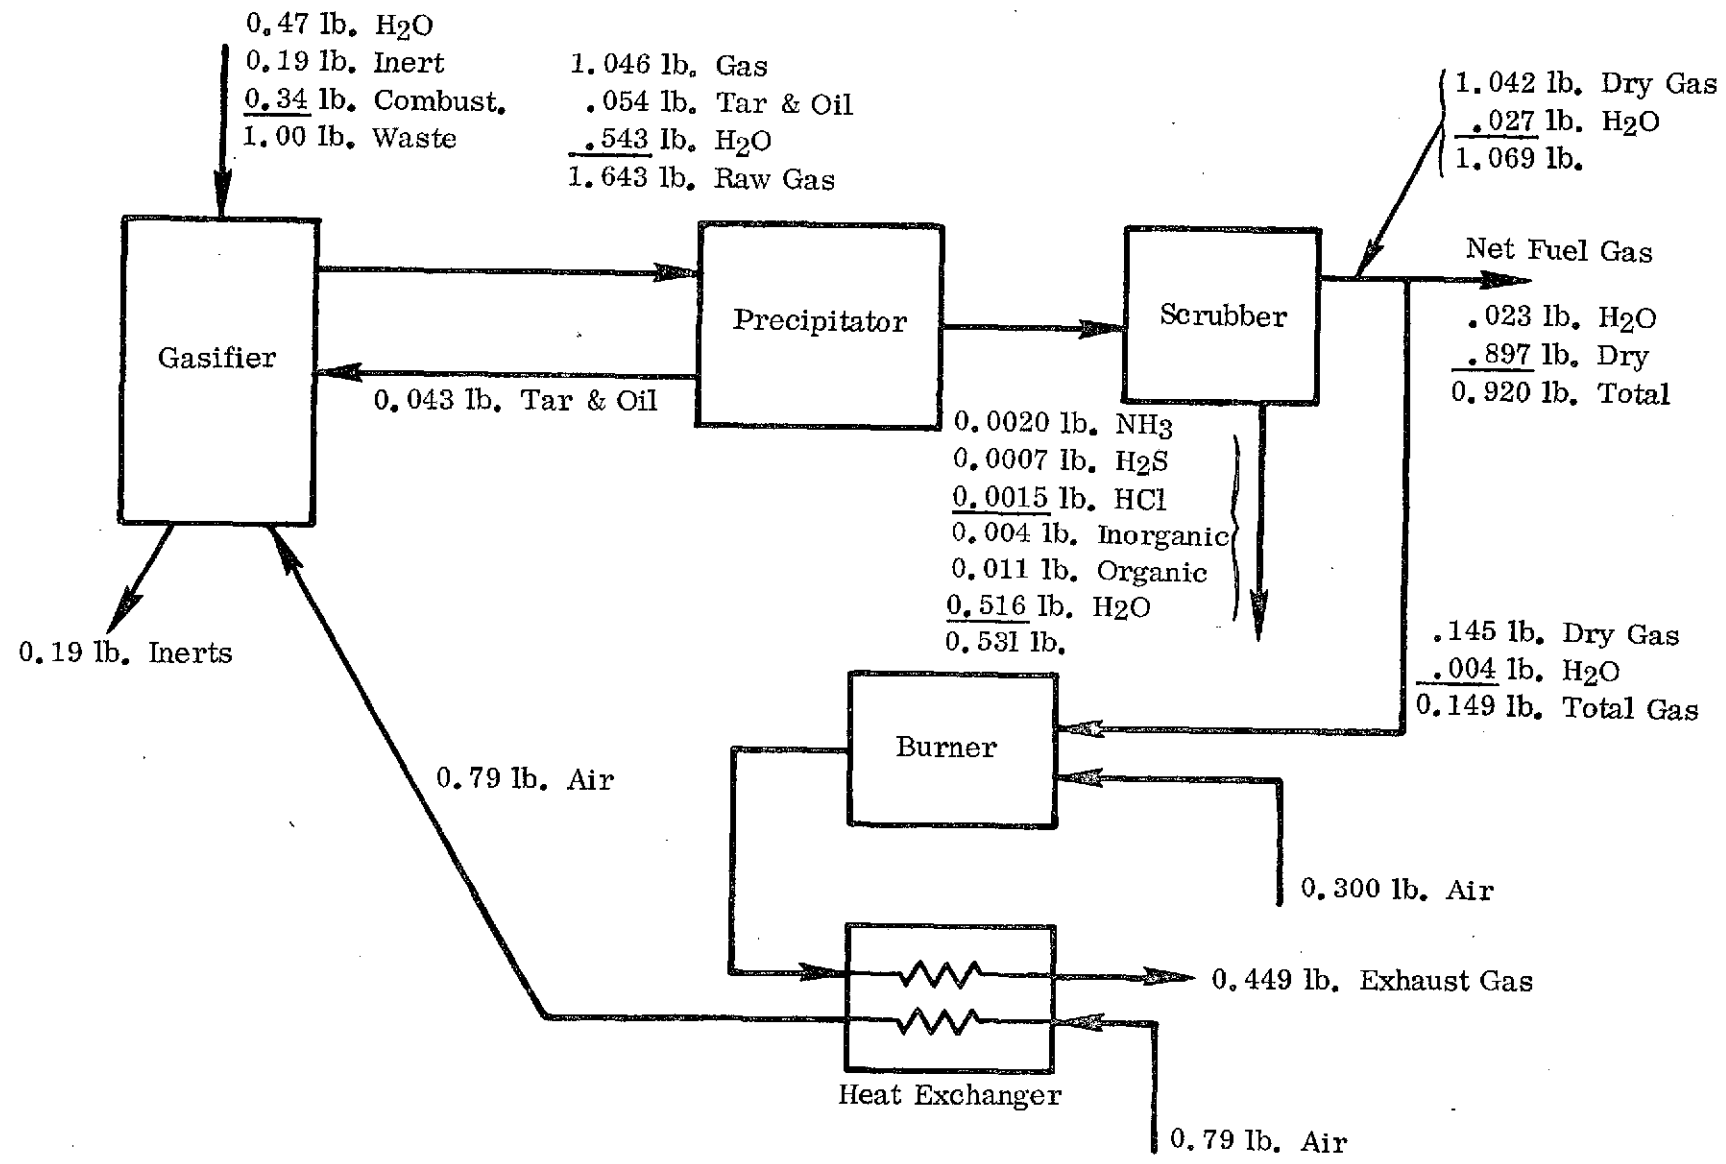 0.47 lb. H2O
0.19 lb. Inert
0.34 lb. Combust.
1.00 lb. Waste
1.046 lb. Gas
.054 lb. Tar & Oil
.543 lb. H2O
1.643 lb. Raw Gas
1.042 lb. Dry Gas
.027 lb. H2O
1.069 lb.
Net Fuel Gas
.023 lb. H2O
.897 lb. Dry
0.920 lb. Total
Gasifier
Precipitator
Scrubber
0.043 lb. Tar & Oil
0.0020 lb. NH3
0.0007 lb. H2S
0.0015 lb. HCl
0.004 lb. Inorganic
0.011 lb. Organic
0.516 lb. H2O
0.531 lb.
0.19 lb. Inerts
.145 lb. Dry Gas
.004 lb. H2O
0.149 lb. Total Gas
Burner
0.79 lb. Air
0.300 lb. Air
0.449 lb. Exhaust Gas
Heat Exchanger
0.79 lb. Air